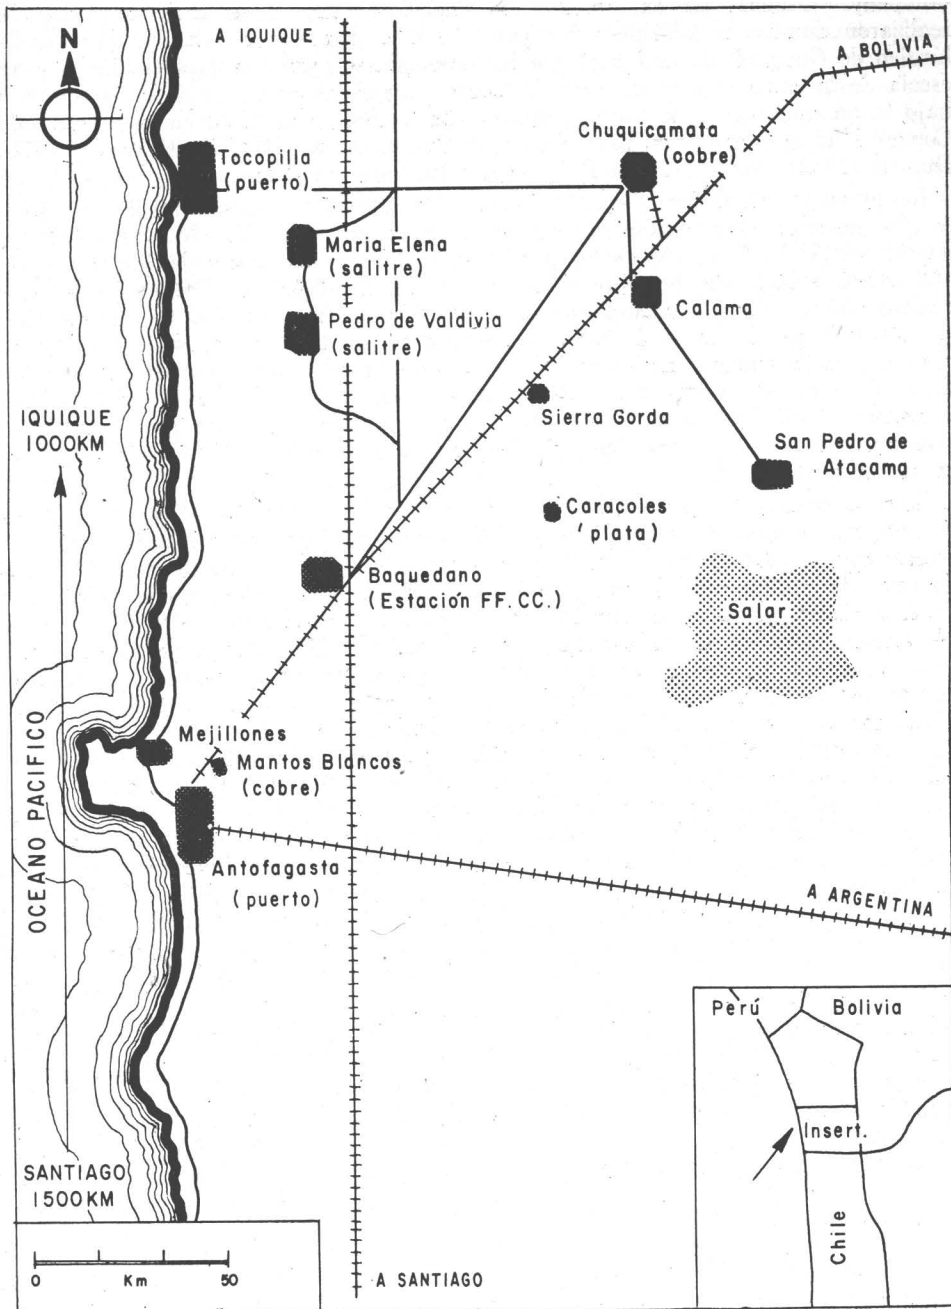 N
A IQUIQUE
A BOLIVIA
Tocopilla
(puerto)
Chuquicamata
(cobre)
Maria Elena
(salitre)
Pedro de Valdivia
(salitre)
Calama
Sierra Gorda
IQUIQUE
1000KM
San Pedro de
Atacama
Caracoles
' plata)
Baquedano
(Estación FF. CC.)
Salar
OCEANO PACIFICO
Mejillones
Mantos Blancos
(cobre)
Antofagasta
(puerto)
A ARGENTINA
Perú
Bolivia
Insert.
Chile
SANTIAGO
1500KM
0 Km 50
A SANTIAGO